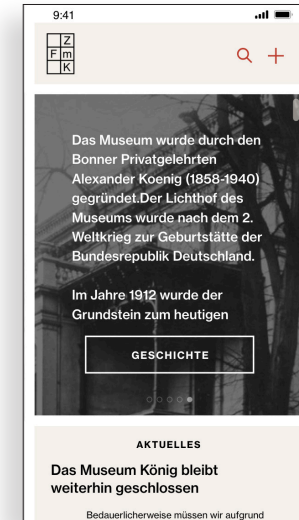 9:41
Z
F m
K
Das Museum wurde durch den
Bonner Privatgelehrten
Alexander Koenig (1858-1940)
gegründet.Der Lichthof des
Museums wurde nach dem 2.
Weltkrieg zur Geburtstätte der
Bundesrepublik Deutschland.
Im Jahre 1912 wurde der
Grundstein zum heutigen
GESCHICHTE
AKTUELLES
Das Museum König bleibt
weiterhin geschlossen
Bedauerlicherweise müssen wir aufgrund